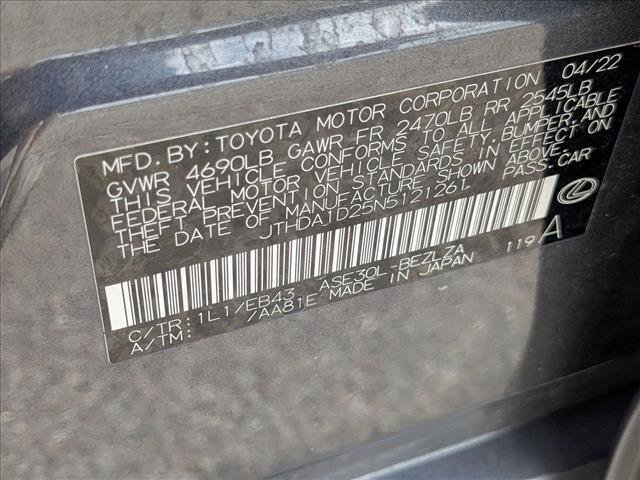 MFD. BY: TOYOTA MOTOR CORPORATION 04/22
GVWR 4690LB GAWR FR 2470LB RR 2545LB
THIS VEHICLE CONFORMS TO ALL APPLICABLE
FEDERAL MOTOR VEHICLE SAFETY, BUMPER, AND
THEFT PREVENTION STANDARDS IN EFFECT ON
THE DATE OF MANUFACTURE SHOWN ABOVE.
JTHDA1D25N5121261 PASS. CAR
C/TR: 1L1/EB43 ASE30L-BEZLZA 119A
A/TM: /AA81E MADE IN JAPAN